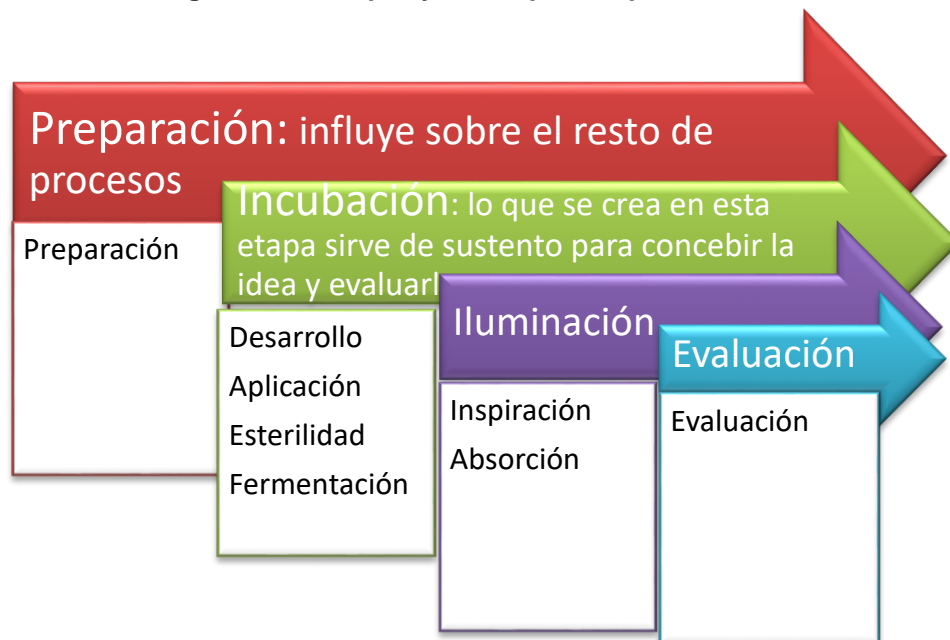 Preparación: influye sobre el resto de
procesos
Preparación
Incubación: lo que se crea en esta
etapa sirve de sustento para concebir la
idea y
Desarrollo
Aplicación
Esterilidad
Fermentación
Iluminación
Inspiración
Absorción
Evaluación
Evaluación